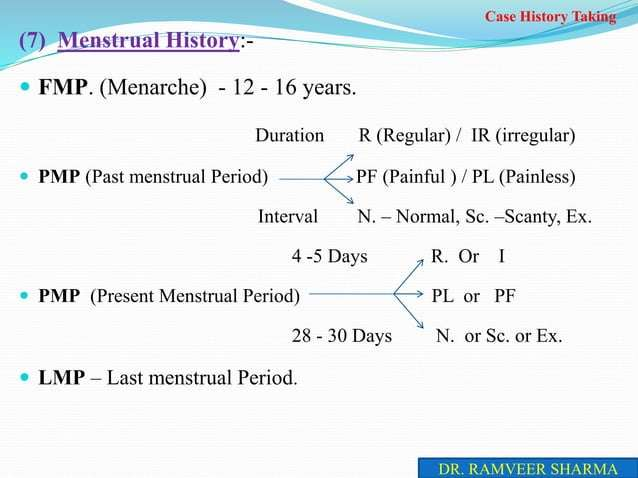 Case History Taking
(7) Menstrual History:-
FMP. (Menarche) - 12 - 16 years.
Duration R (Regular) / IR (irregular)
PMP (Past menstrual Period) PF (Painful ) / PL (Painless)
Interval N. – Normal, Sc. –Scanty, Ex.
4 -5 Days R. Or I
PMP (Present Menstrual Period) PL or PF
28 - 30 Days N. or Sc. or Ex.
LMP – Last menstrual Period.
DR. RAMVEER SHARMA